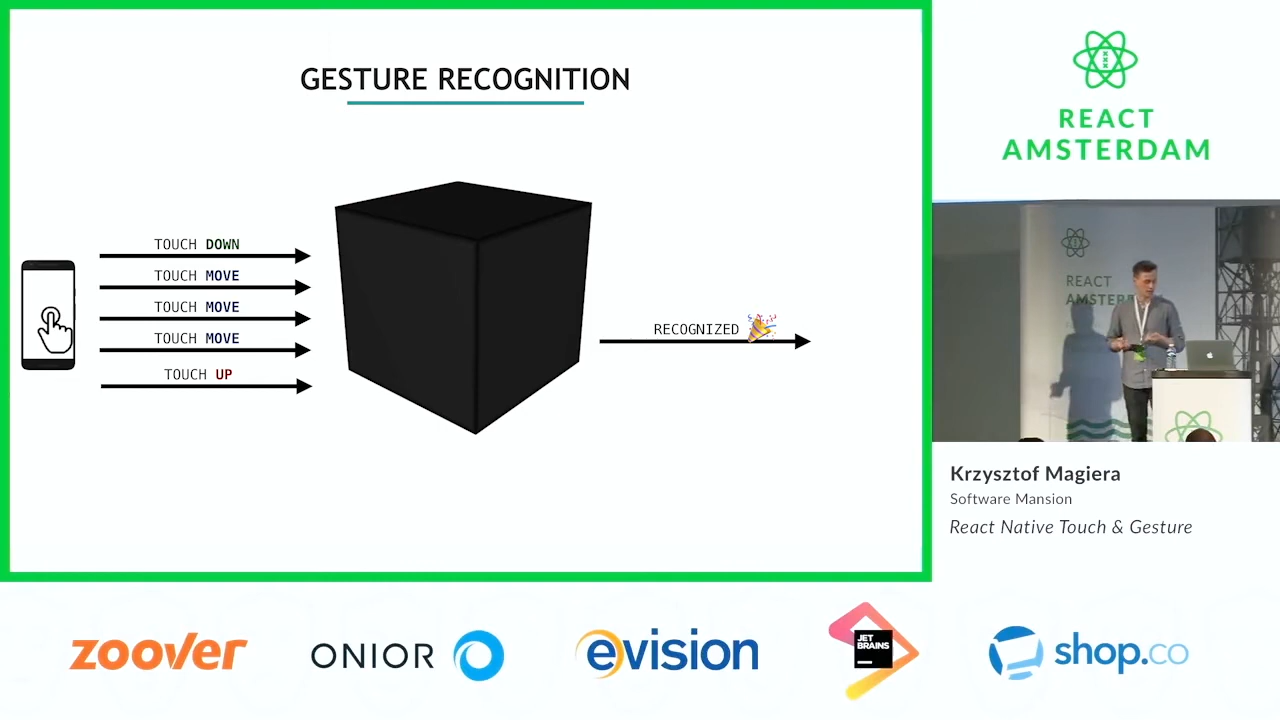 GESTURE RECOGNITION
TOUCH DOWN
TOUCH MOVE
TOUCH MOVE
TOUCH MOVE
TOUCH UP
RECOGNIZED
REACT
AMSTERDAM
REACT
Krzysztof Magiera
Software Mansion
React Native Touch & Gesture
zoover
ONIOR
evision
JET
BRAINS
shop.co